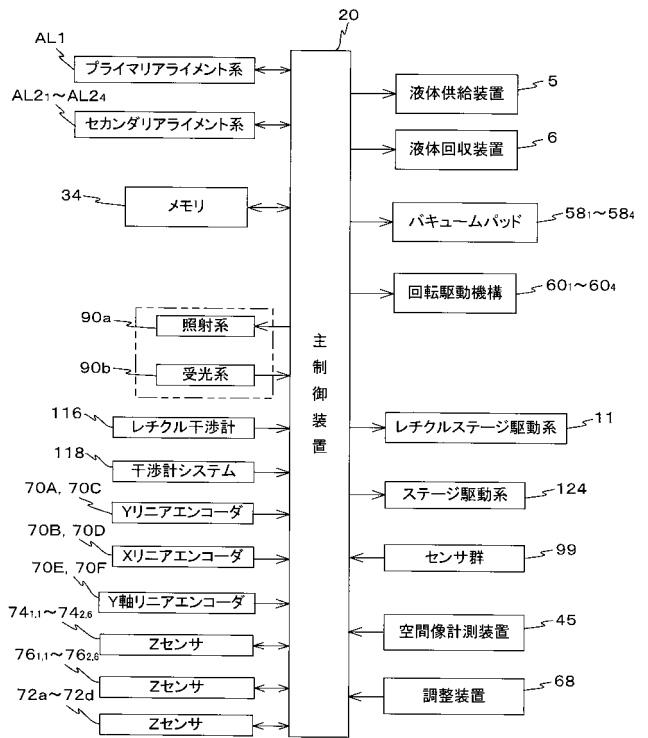 20
AL1
プライマリアライメント系
AL2₁～AL2₄
セカンダリアライメント系
34
メモリ
90a
照射系
90b
受光系
116
レチクル干渉計
118
干渉計システム
70A, 70C
Yリニアエンコーダ
70B, 70D
Xリニアエンコーダ
70E, 70F
Y軸リニアエンコーダ
74₁,₁～74₂,₆
Zセンサ
76₁,₁～76₂,₆
Zセンサ
72a～72d
Zセンサ
主制御装置
液体供給装置
5
液体回収装置
6
バキュームパッド
58₁～58₄
回転駆動機構
60₁～60₄
レチクルステージ駆動系
11
ステージ駆動系
124
センサ群
99
空間像計測装置
45
調整装置
68